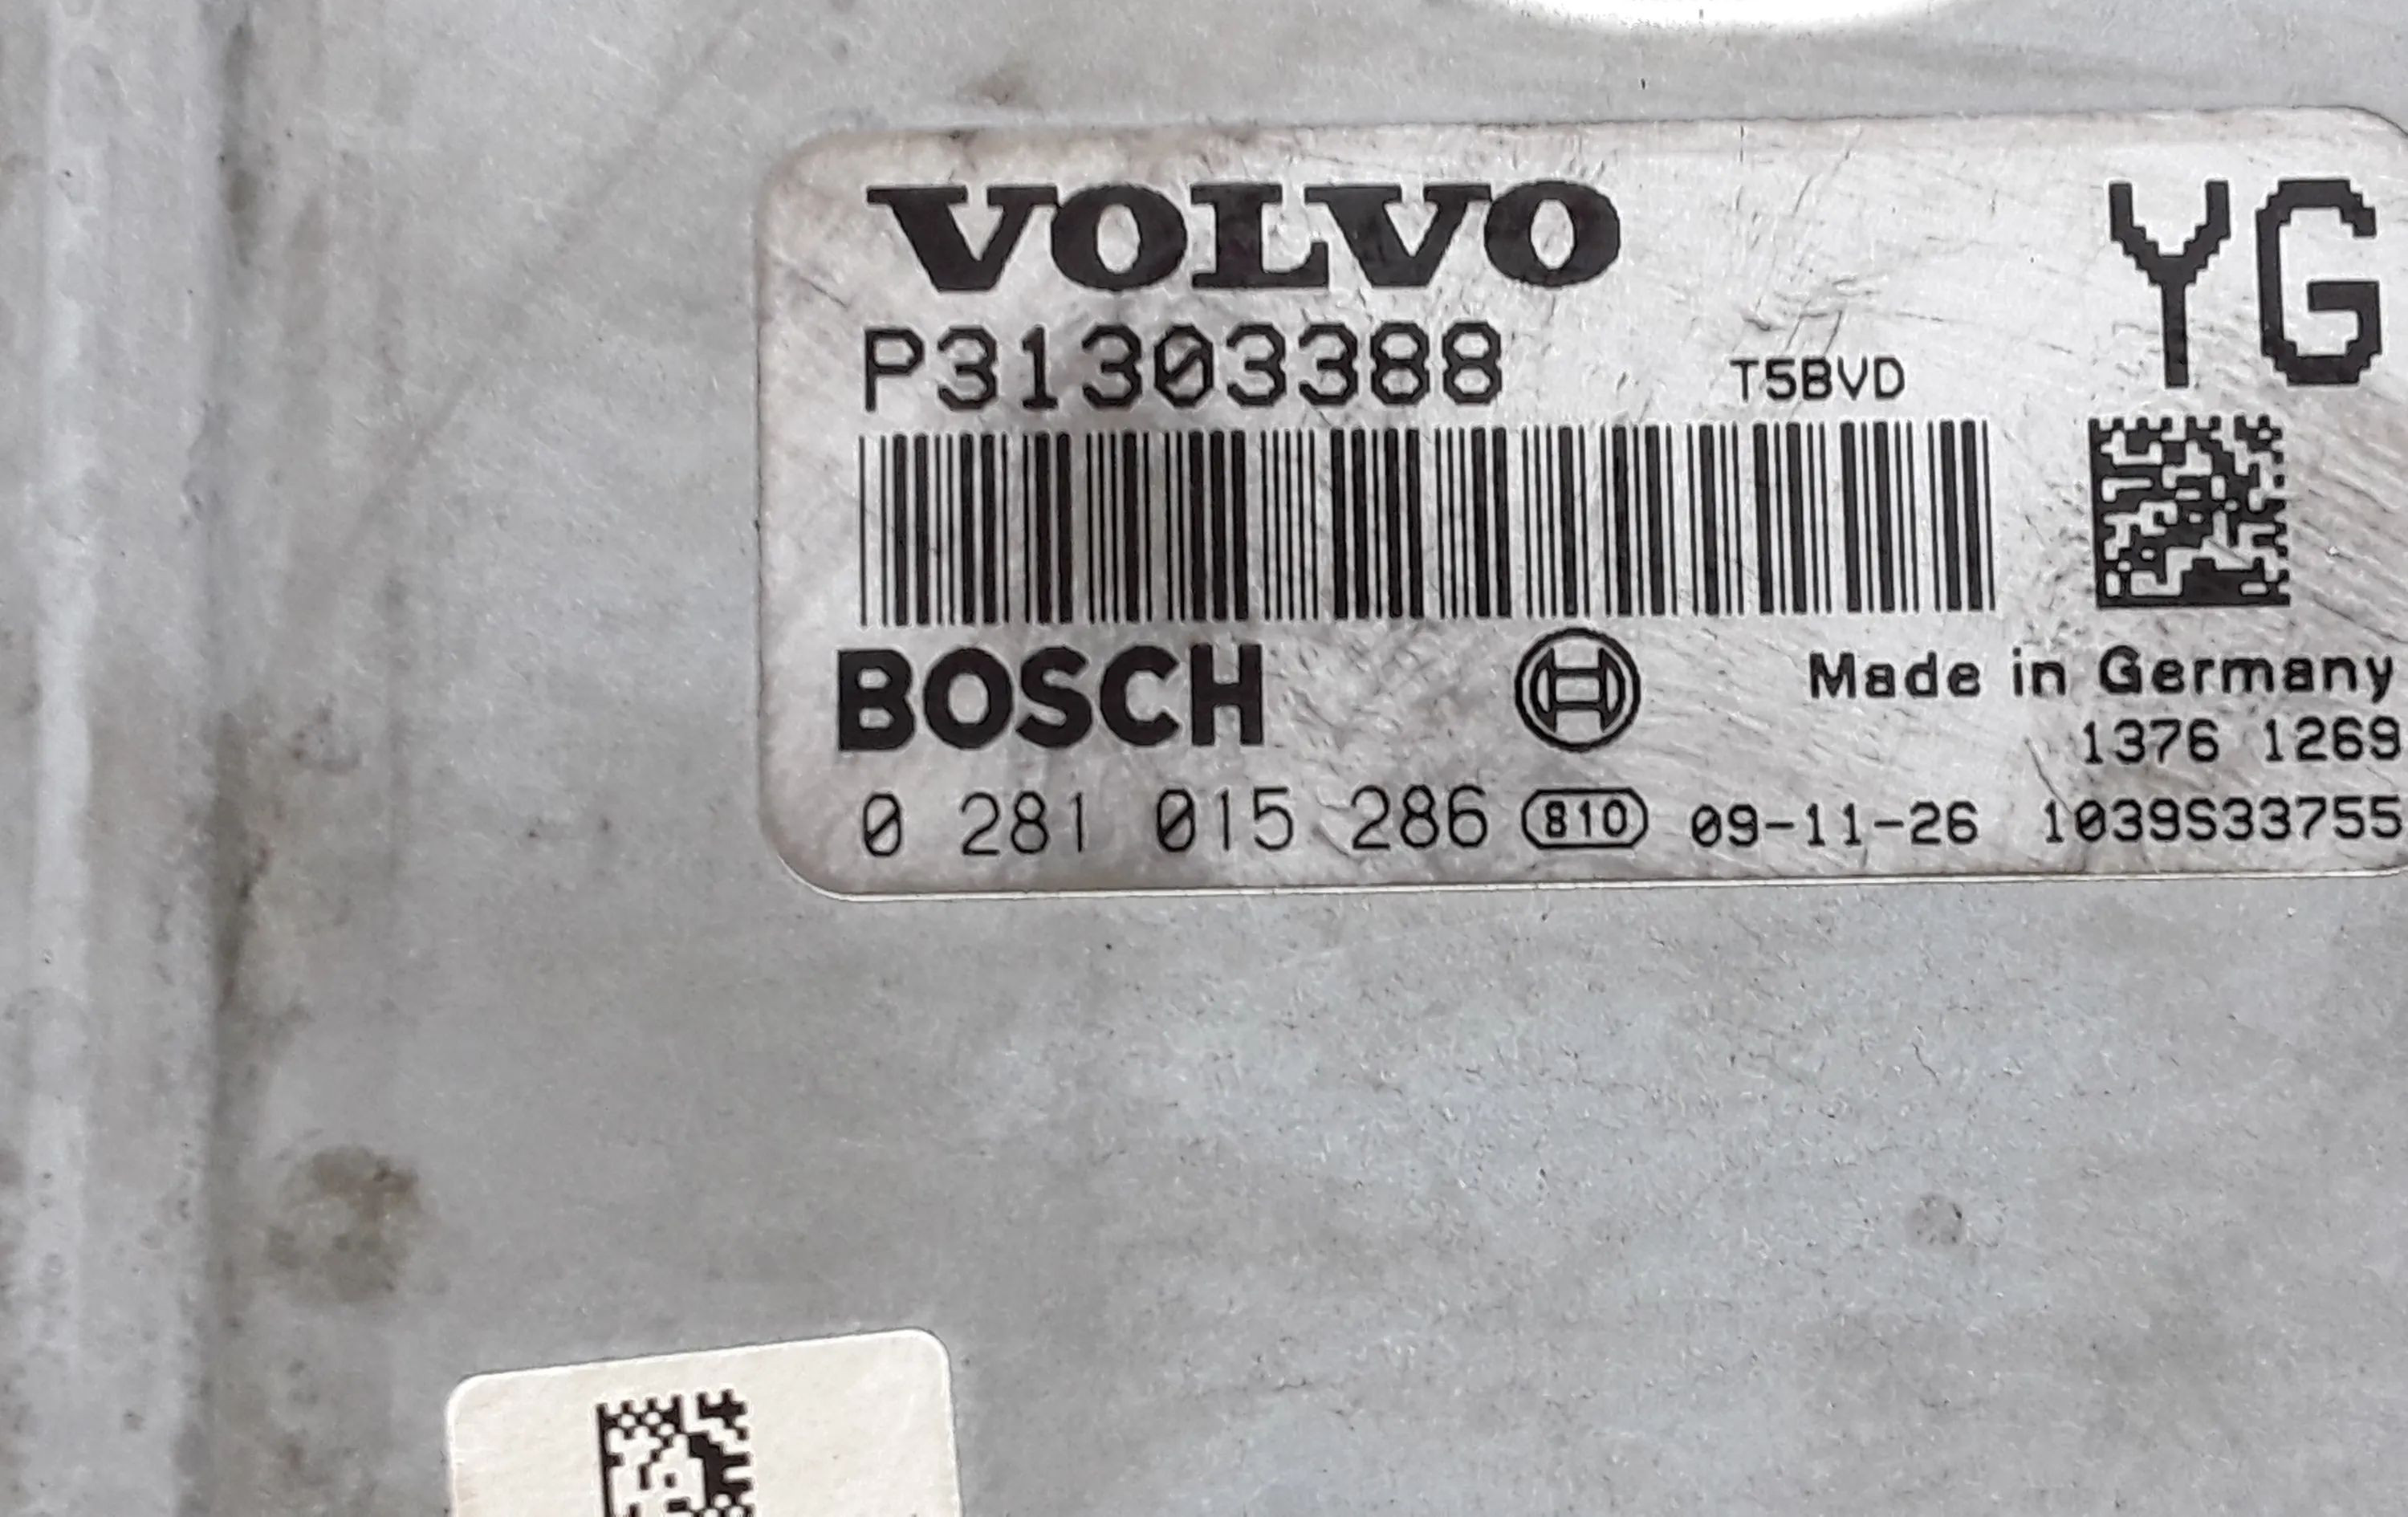 VOLVO
YG
P31303388
T5BVD
BOSCH
Made in Germany
1376 1269
0 281 015 286 810 09-11-26 1039S33755